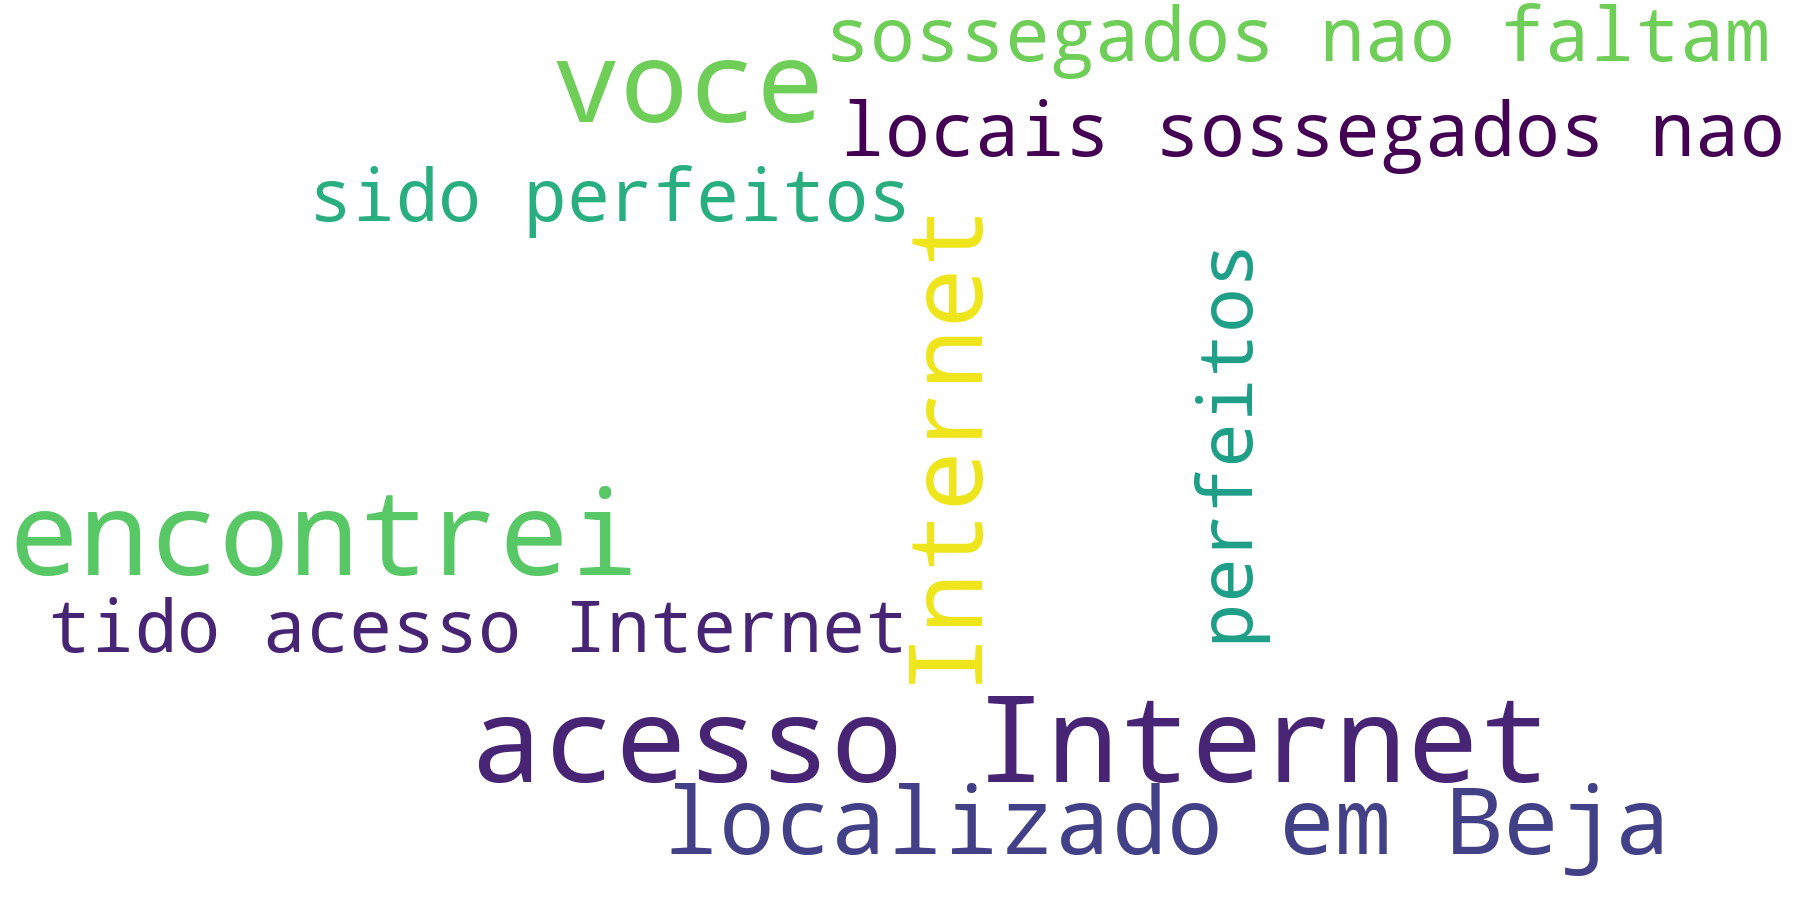 sossegados nao faltam
voce
locais sossegados nao
sido perfeitos
Internet
perfeitos
encontrei
tido acesso Internet
acesso Internet
localizado em Beja